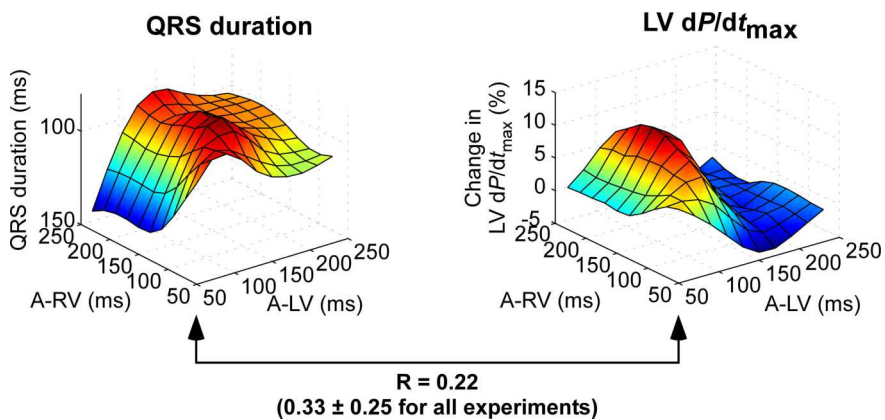 QRS duration
LV dP/dtmax
QRS duration (ms)
100
150
250
200
150
100
50
A-RV (ms)
50
100
150
200
250
A-LV (ms)
Change in
LV dP/dtmax (%)
15
10
5
0
-5
250
200
150
100
50
A-RV (ms)
50
100
150
200
250
A-LV (ms)
R = 0.22
(0.33 ± 0.25 for all experiments)